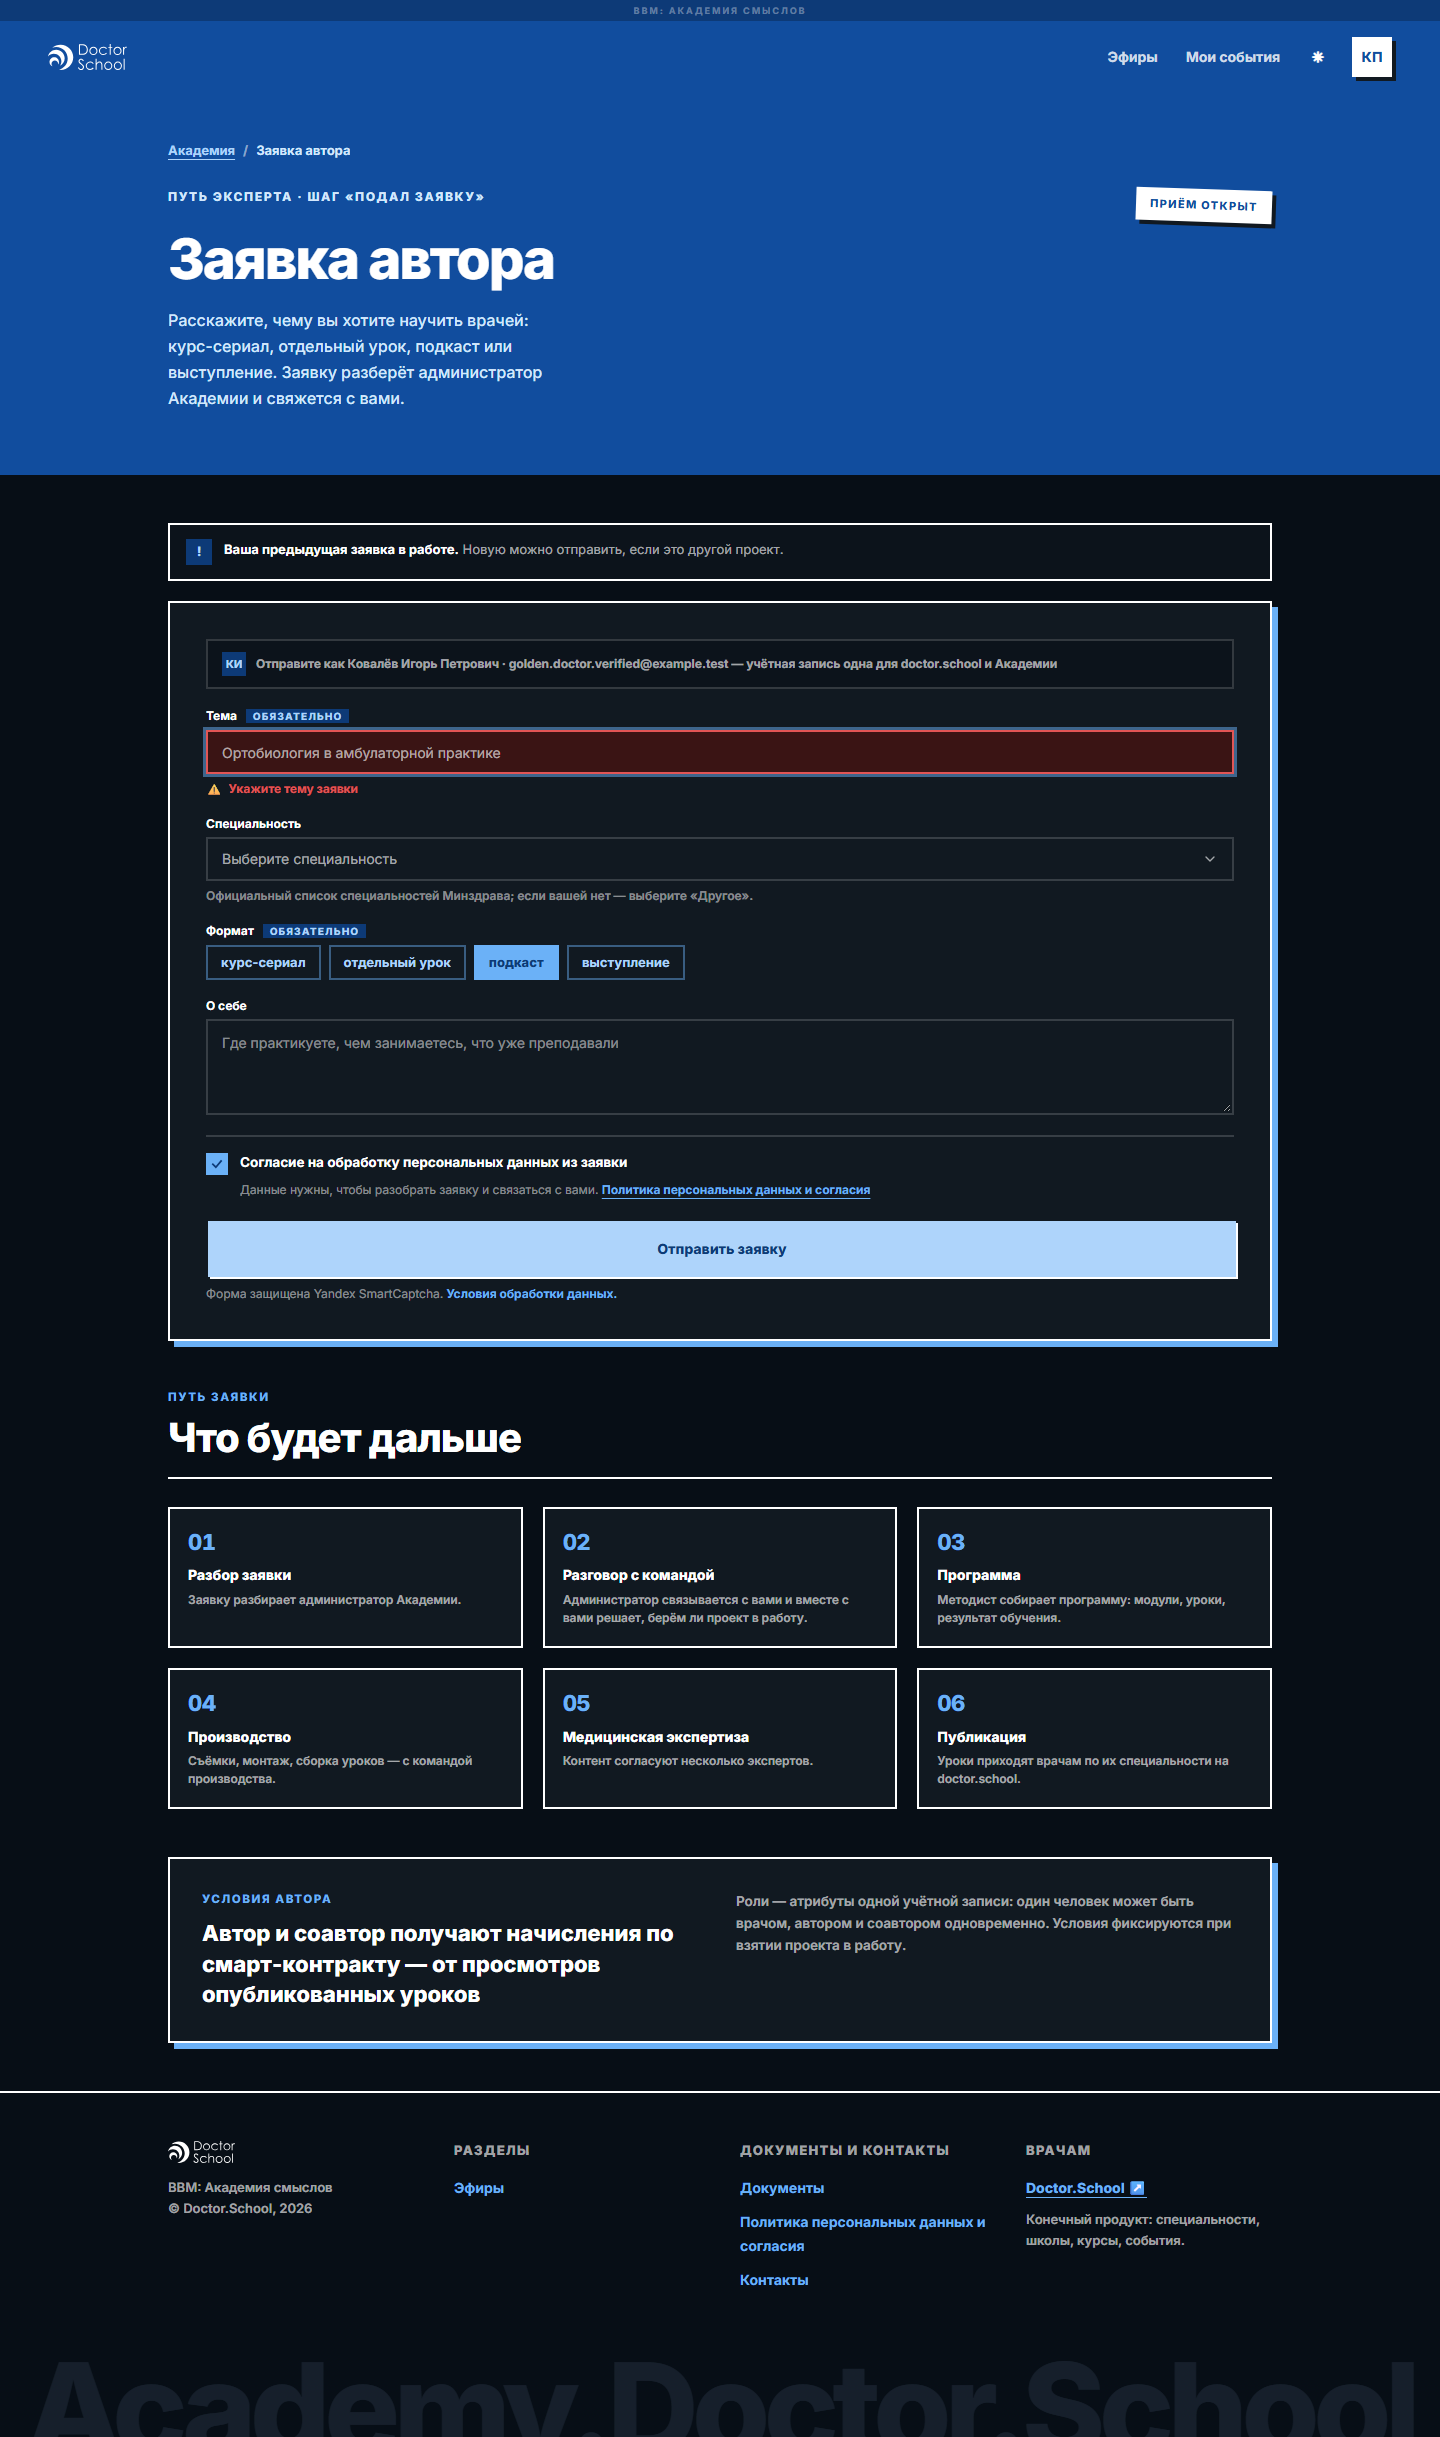 ВВМ: АКАДЕМИЯ СМЫСЛОВ
Doctor School
Эфиры
Мои события
КП
Академия / Заявка автора
ПУТЬ ЭКСПЕРТА · ШАГ «ПОДАЛ ЗАЯВКУ»
ПРИЁМ ОТКРЫТ
Заявка автора
Расскажите, чему вы хотите научить врачей:
курс-сериал, отдельный урок, подкаст или
выступление. Заявку разберёт администратор
Академии и свяжется с вами.
! Ваша предыдущая заявка в работе. Новую можно отправить, если это другой проект.
КИ Отправите как Ковалёв Игорь Петрович · golden.doctor.verified@example.test — учётная запись одна для doctor.school и Академии
Тема ОБЯЗАТЕЛЬНО
Ортобиология в амбулаторной практике
Укажите тему заявки
Специальность
Выберите специальность
Официальный список специальностей Минздрава; если вашей нет — выберите «Другое».
Формат ОБЯЗАТЕЛЬНО
курс-сериал
отдельный урок
подкаст
выступление
О себе
Где практикуете, чем занимаетесь, что уже преподавали
Согласие на обработку персональных данных из заявки
Данные нужны, чтобы разобрать заявку и связаться с вами. Политика персональных данных и согласия
Отправить заявку
Форма защищена Yandex SmartCaptcha. Условия обработки данных.
ПУТЬ ЗАЯВКИ
Что будет дальше
01
Разбор заявки
Заявку разбирает администратор Академии.
02
Разговор с командой
Администратор связывается с вами и вместе с
вами решает, берём ли проект в работу.
03
Программа
Методист собирает программу: модули, уроки,
результат обучения.
04
Производство
Съёмки, монтаж, сборка уроков — с командой
производства.
05
Медицинская экспертиза
Контент согласуют несколько экспертов.
06
Публикация
Уроки приходят врачам по их специальности на
doctor.school.
УСЛОВИЯ АВТОРА
Автор и соавтор получают начисления по
смарт-контракту — от просмотров
опубликованных уроков
Роли — атрибуты одной учётной записи: один человек может быть
врачом, автором и соавтором одновременно. Условия фиксируются при
взятии проекта в работу.
Doctor School
ВВМ: Академия смыслов
© Doctor.School, 2026
РАЗДЕЛЫ
Эфиры
ДОКУМЕНТЫ И КОНТАКТЫ
Документы
Политика персональных данных и
согласия
Контакты
ВРАЧАМ
Doctor.School
Конечный продукт: специальности,
школы, курсы, события.
Academy.Doctor.School